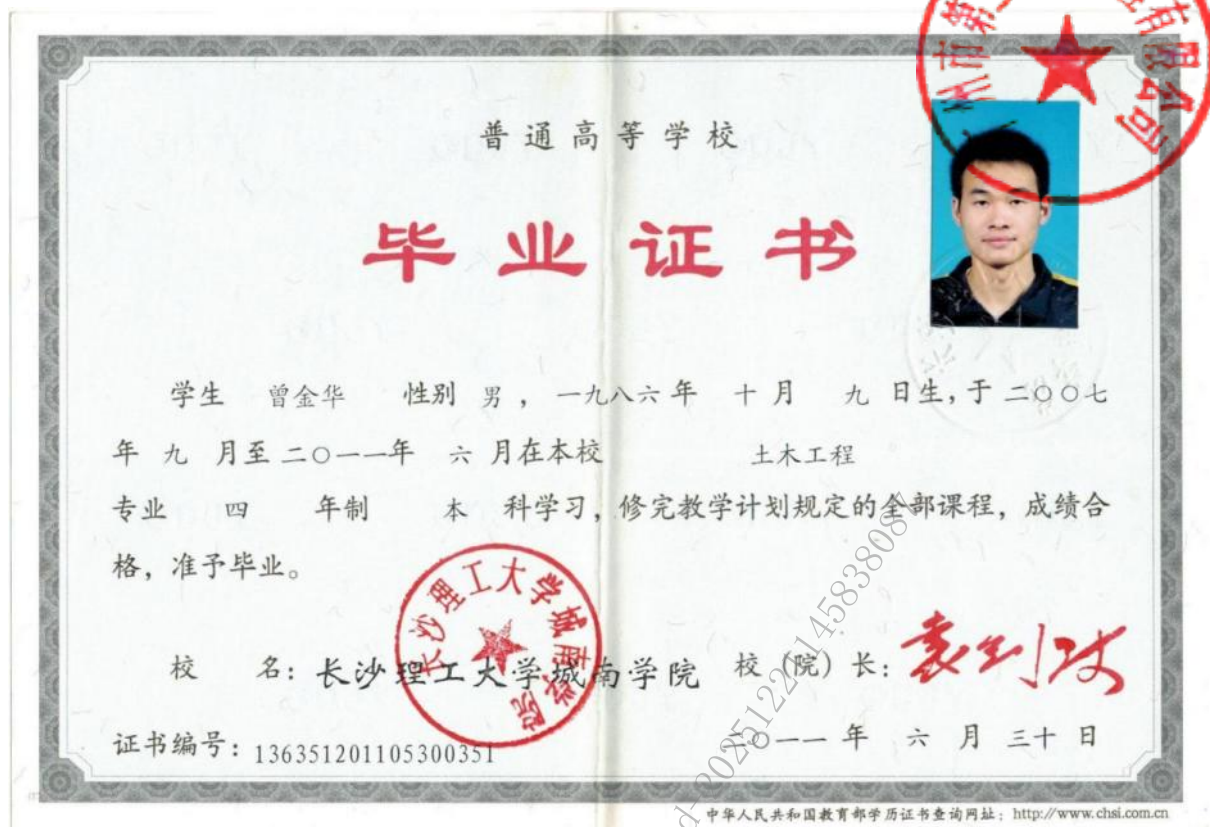 普通高等学校
毕业证书
学生 曾金华 性别 男，一九八六年 十月 九 日生，于二〇〇七
年 九 月至二〇一一年 六 月在本校 土木工程
专业 四 年制 本 科学习，修完教学计划规定的全部课程，成绩合
格，准予毕业。
校 名：长沙理工大学城南学院 校（院）长：
长沙理工大学城南学院
证书编号：136351201105300351 二〇一一 年 六 月 三十 日
中华人民共和国教育部学历证书查询网址：http://www.chsi.com.cn